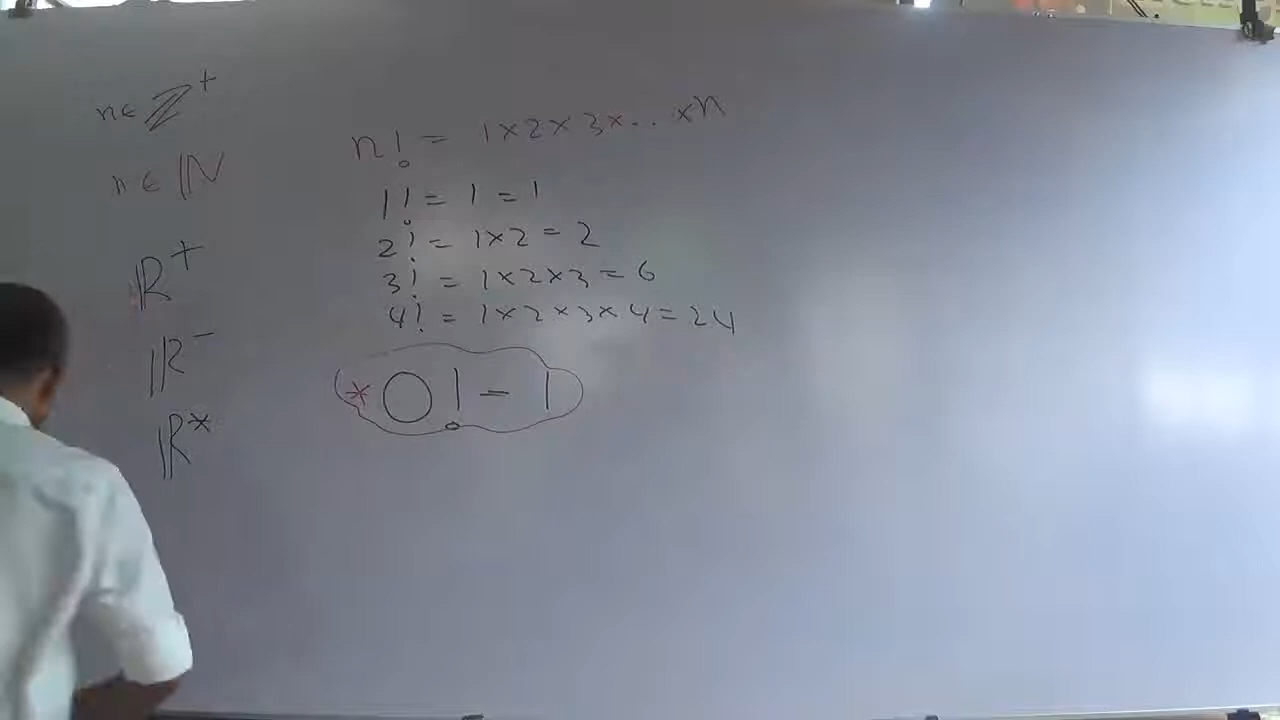 n ∈ ℤ⁺
n ∈ ℕ
ℝ⁺
ℝ⁻
ℝ*
n! = 1×2×3×..×n
1! = 1 = 1
2! = 1×2 = 2
3! = 1×2×3 = 6
4! = 1×2×3×4 = 24
* 0! - 1